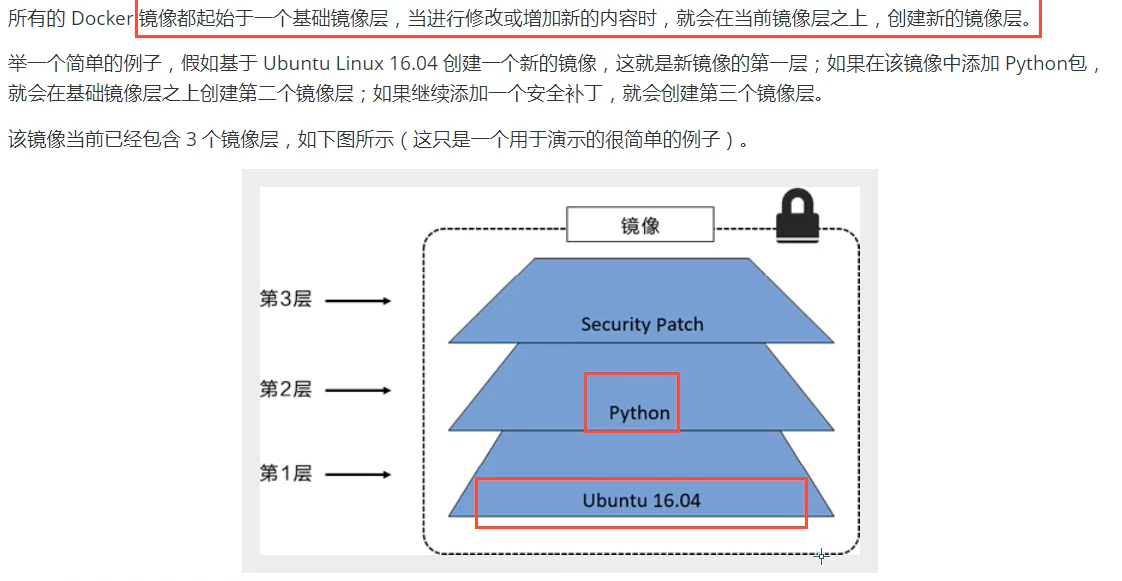 所有的 Docker 镜像都起始于一个基础镜像层，当进行修改或增加新的内容时，就会在当前镜像层之上，创建新的镜像层。
举一个简单的例子，假如基于 Ubuntu Linux 16.04 创建一个新的镜像，这就是新镜像的第一层；如果在该镜像中添加 Python包，
就会在基础镜像层之上创建第二个镜像层；如果继续添加一个安全补丁，就会创建第三个镜像层。
该镜像当前已经包含 3 个镜像层，如下图所示（这只是一个用于演示的很简单的例子）。
镜像
第3层
Security Patch
第2层
Python
第1层
Ubuntu 16.04